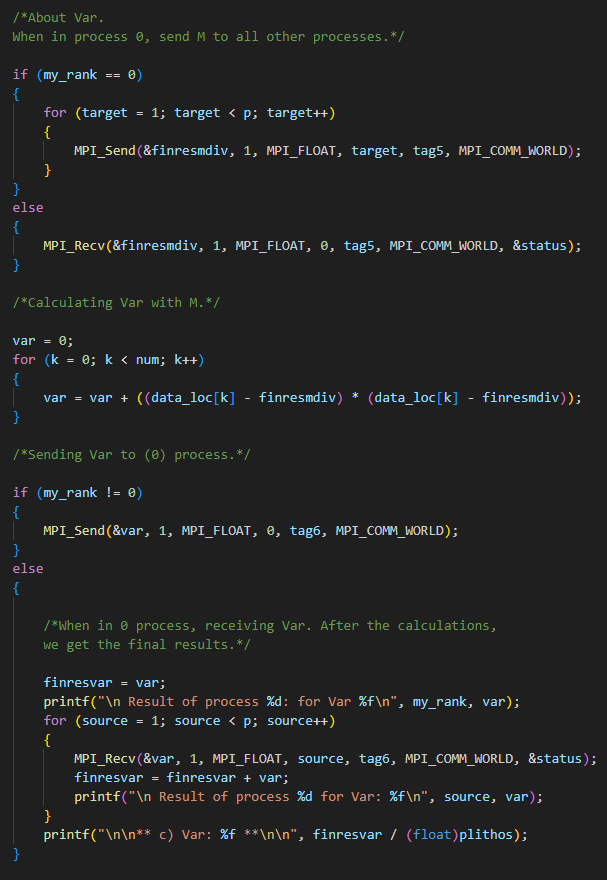 /*About Var.
When in process 0, send M to all other processes.*/
if (my_rank == 0)
{
for (target = 1; target < p; target++)
{
MPI_Send(&finresmdiv, 1, MPI_FLOAT, target, tag5, MPI_COMM_WORLD);
}
}
else
{
MPI_Recv(&finresmdiv, 1, MPI_FLOAT, 0, tag5, MPI_COMM_WORLD, &status);
}
/*Calculating Var with M.*/
var = 0;
for (k = 0; k < num; k++)
{
var = var + ((data_loc[k] - finresmdiv) * (data_loc[k] - finresmdiv));
}
/*Sending Var to (0) process.*/
if (my_rank != 0)
{
MPI_Send(&var, 1, MPI_FLOAT, 0, tag6, MPI_COMM_WORLD);
}
else
{
/*When in 0 process, receiving Var. After the calculations,
we get the final results.*/
finresvar = var;
printf("\n Result of process %d: for Var %f\n", my_rank, var);
for (source = 1; source < p; source++)
{
MPI_Recv(&var, 1, MPI_FLOAT, source, tag6, MPI_COMM_WORLD, &status);
finresvar = finresvar + var;
printf("\n Result of process %d for Var: %f\n", source, var);
}
printf("\n\n** c) Var: %f **\n\n", finresvar / (float)plithos);
}